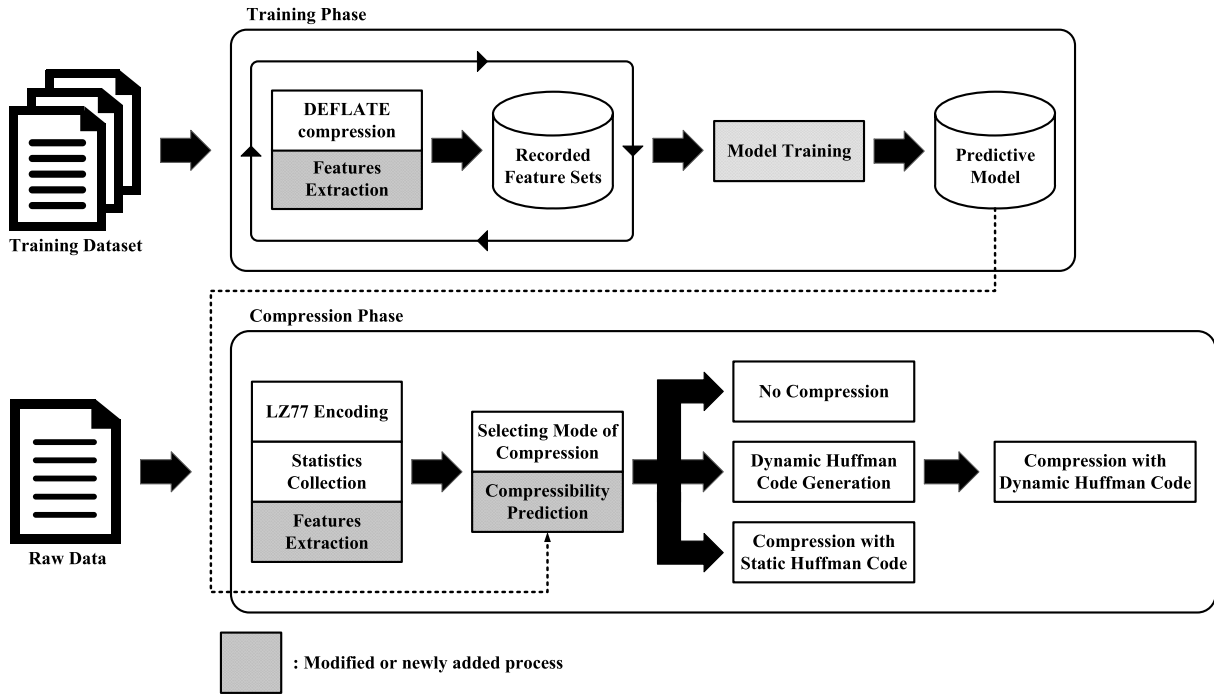 Training Phase
DEFLATE
compression
Features
Extraction
Recorded
Feature Sets
Model Training
Predictive
Model
Training Dataset
Compression Phase
LZ77 Encoding
Statistics
Collection
Features
Extraction
Selecting Mode of
Compression
Compressibility
Prediction
No Compression
Dynamic Huffman
Code Generation
Compression with
Dynamic Huffman Code
Compression with
Static Huffman Code
Raw Data
: Modified or newly added process